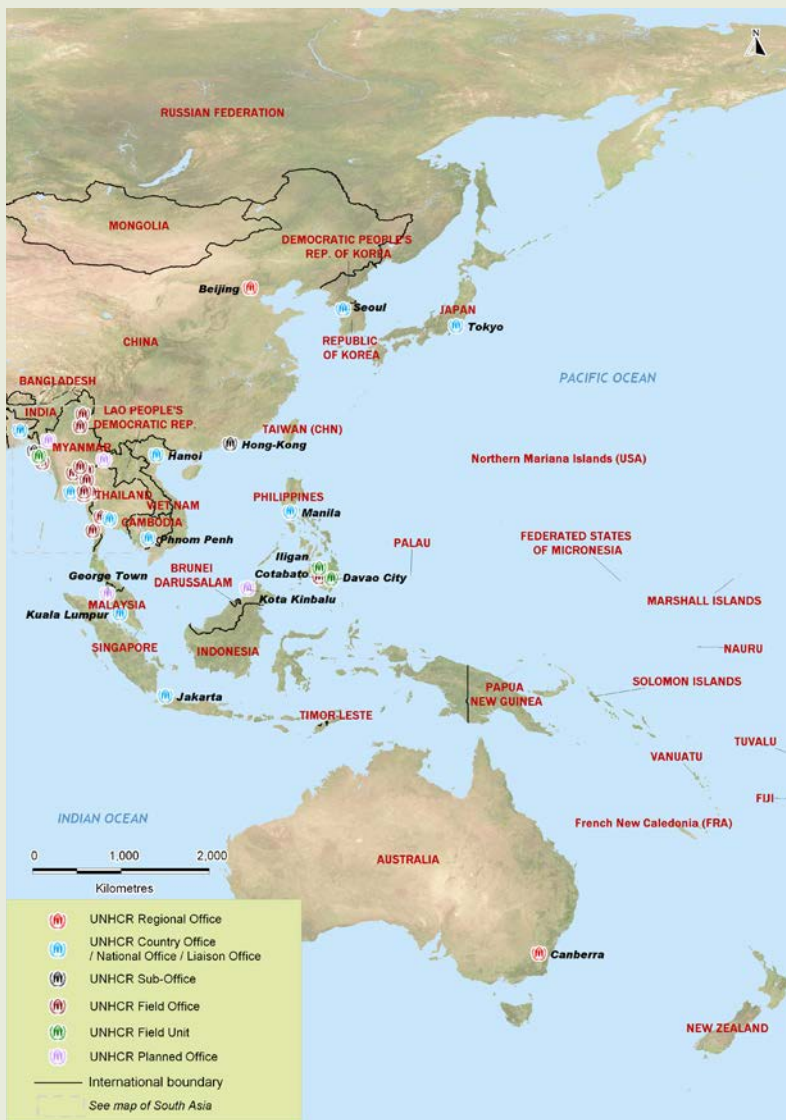 N
RUSSIAN FEDERATION
MONGOLIA
DEMOCRATIC PEOPLE'S
REP. OF KOREA
Beijing
Seoul
JAPAN
Tokyo
REPUBLIC
OF KOREA
CHINA
PACIFIC OCEAN
BANGLADESH
INDIA
LAO PEOPLE'S
DEMOCRATIC REP.
TAIWAN (CHN)
MYANMAR
Hanoi
Hong-Kong
Northern Mariana Islands (USA)
THAILAND
VIET NAM
PHILIPPINES
Manila
CAMBODIA
Phnom Penh
FEDERATED STATES
OF MICRONESIA
PALAU
Iligan
Cotabato
Davao City
BRUNEI
DARUSSALAM
George Town
Kota Kinbalu
MALAYSIA
Kuala Lumpur
MARSHALL ISLANDS
SINGAPORE
INDONESIA
NAURU
SOLOMON ISLANDS
PAPUA
NEW GUINEA
Jakarta
TIMOR-LESTE
TUVALU
VANUATU
FIJI
INDIAN OCEAN
French New Caledonia (FRA)
0 1,000 2,000
Kilometres
AUSTRALIA
Canberra
NEW ZEALAND
UNHCR Regional Office
UNHCR Country Office
/ National Office / Liaison Office
UNHCR Sub-Office
UNHCR Field Office
UNHCR Field Unit
UNHCR Planned Office
International boundary
See map of South Asia